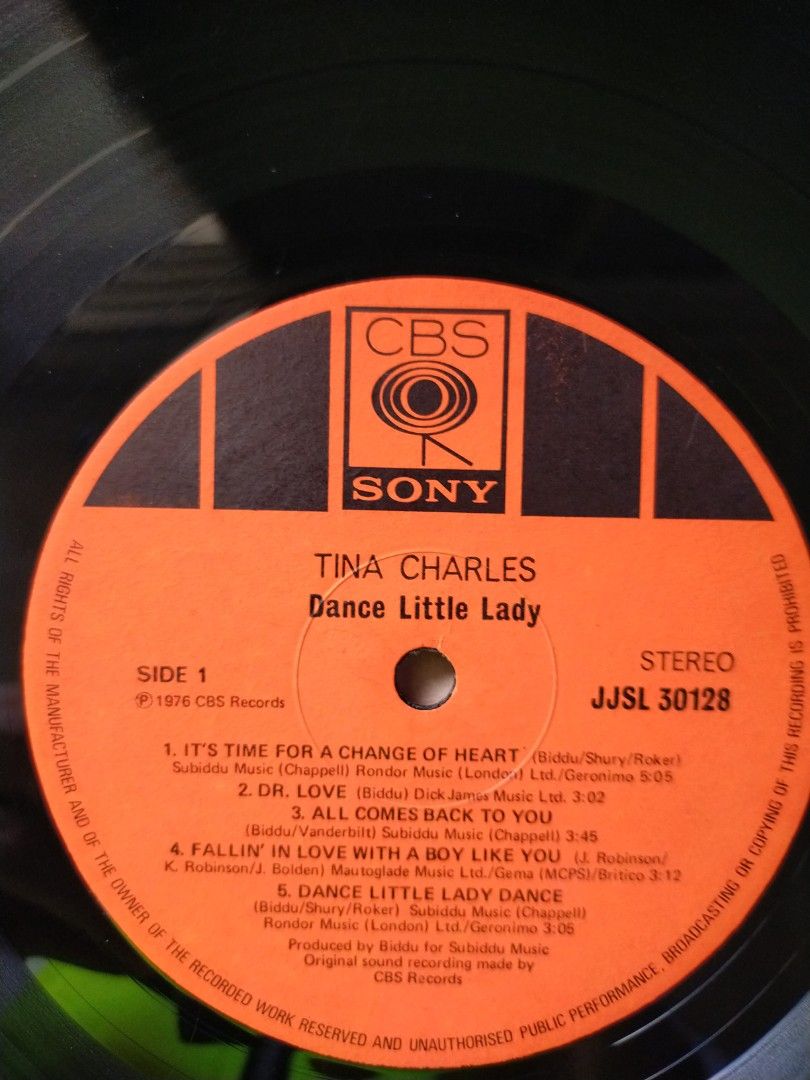 CBS
SONY
TINA CHARLES
Dance Little Lady
SIDE 1
℗ 1976 CBS Records
STEREO
JJSL 30128
1. IT'S TIME FOR A CHANGE OF HEART (Biddu/Shury/Roker)
Subiddu Music (Chappell) Rondor Music (London) Ltd./Geronimo 5:05
2. DR. LOVE (Biddu) Dick James Music Ltd. 3:02
3. ALL COMES BACK TO YOU
(Biddu/Vanderbilt) Subiddu Music (Chappell) 3:45
4. FALLIN' IN LOVE WITH A BOY LIKE YOU (J. Robinson/
K. Robinson/J. Bolden) Mautoglade Music Ltd./Gema (MCPS)/Britico 3:12
5. DANCE LITTLE LADY DANCE
(Biddu/Shury/Roker) Subiddu Music (Chappell)
Rondor Music (London) Ltd./Geronimo 3:05
Produced by Biddu for Subiddu Music
Original sound recording made by
CBS Records
ALL RIGHTS OF THE MANUFACTURER AND OF THE OWNER OF THE RECORDED WORK RESERVED AND UNAUTHORISED PUBLIC PERFORMANCE, BROADCASTING OR COPYING OF THIS RECORDING IS PROHIBITED